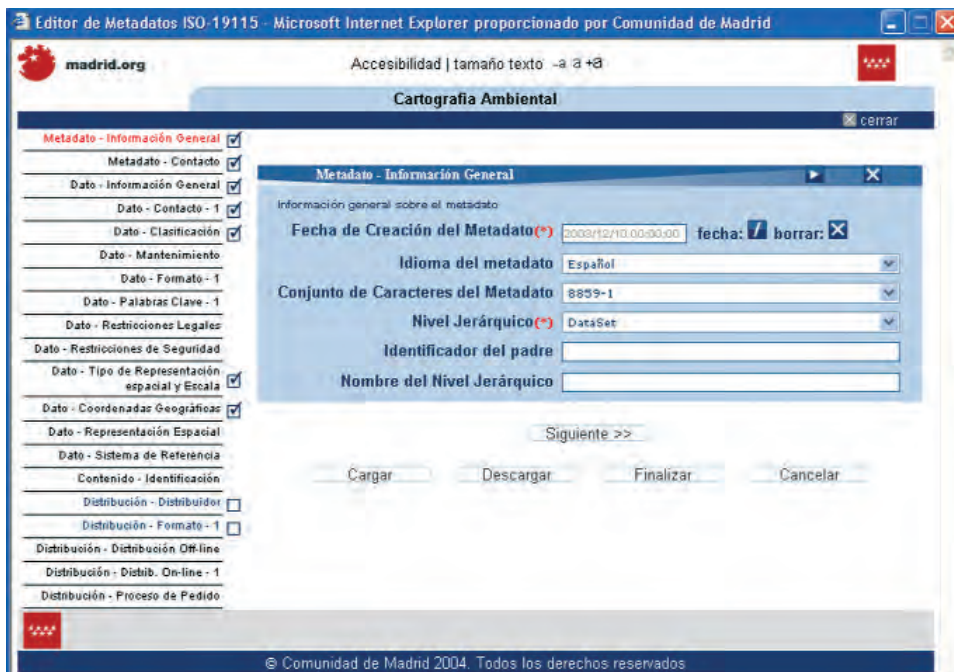 Editor de Metadatos ISO-19115 - Microsoft Internet Explorer proporcionado por Comunidad de Madrid
madrid.org
Accesibilidad | tamaño texto -a a +a
Cartografia Ambiental
cerrar
Metadato - Información General
Metadato - Contacto
Dato - Información General
Dato - Contacto - 1
Dato - Clasificación
Dato - Mantenimiento
Dato - Formato - 1
Dato - Palabras Clave - 1
Dato - Restricciones Legales
Dato - Restricciones de Seguridad
Dato - Tipo de Representación
espacial y Escala
Dato - Coordenadas Geográficas
Dato - Representación Espacial
Dato - Sistema de Referencia
Contenido - Identificación
Distribución - Distribuidor
Distribución - Formato - 1
Distribución - Distribución Off-line
Distribución - Distrib. On-line - 1
Distribución - Proceso de Pedido
Metadato - Información General
Información general sobre el metadato
Fecha de Creación del Metadato(*) 2003/12/10 00:00:00 fecha: borrar:
Idioma del metadato Español
Conjunto de Caracteres del Metadato 8859-1
Nivel Jerárquico(*) DataSet
Identificador del padre
Nombre del Nivel Jerárquico
Siguiente >>
Cargar Descargar Finalizar Cancelar
© Comunidad de Madrid 2004. Todos los derechos reservados